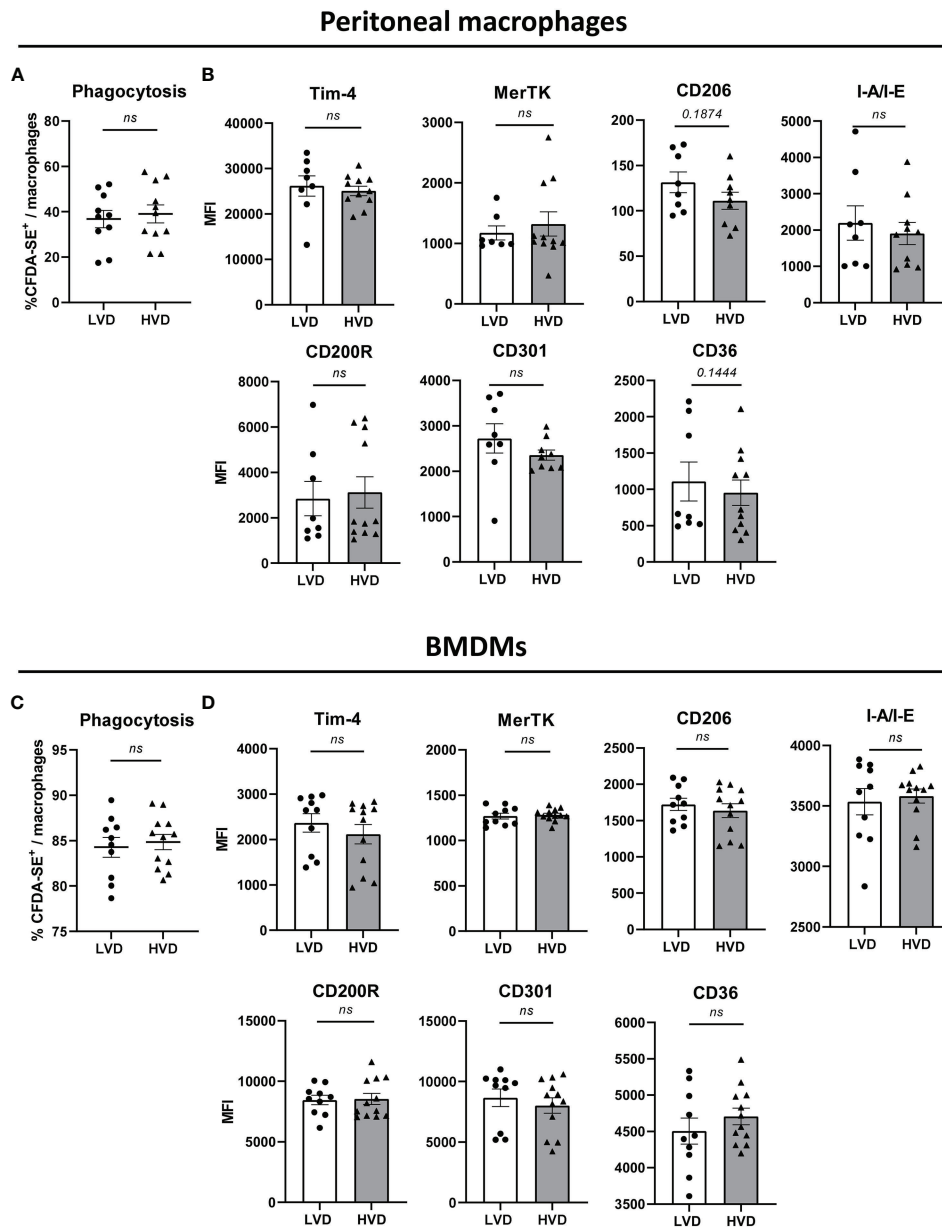 Peritoneal macrophages
A
Phagocytosis
ns
%CFDA-SE+ / macrophages
80
60
40
20
0
LVD HVD
B
Tim-4
ns
MFI
40000
30000
20000
10000
0
LVD HVD
MerTK
ns
3000
2000
1000
0
LVD HVD
CD206
0.1874
200
150
100
50
0
LVD HVD
I-A/I-E
ns
5000
4000
3000
2000
1000
0
LVD HVD
CD200R
ns
MFI
8000
6000
4000
2000
0
LVD HVD
CD301
ns
4000
3000
2000
1000
0
LVD HVD
CD36
0.1444
2500
2000
1500
1000
500
0
LVD HVD
BMDMs
C
Phagocytosis
ns
% CFDA-SE+ / macrophages
95
90
85
80
75
LVD HVD
D
Tim-4
ns
MFI
4000
3000
2000
1000
0
LVD HVD
MerTK
ns
2000
1500
1000
500
0
LVD HVD
CD206
ns
2500
2000
1500
1000
500
0
LVD HVD
I-A/I-E
ns
4000
3500
3000
2500
LVD HVD
CD200R
ns
MFI
15000
10000
5000
0
LVD HVD
CD301
ns
15000
10000
5000
0
LVD HVD
CD36
ns
6000
5500
5000
4500
4000
3500
LVD HVD